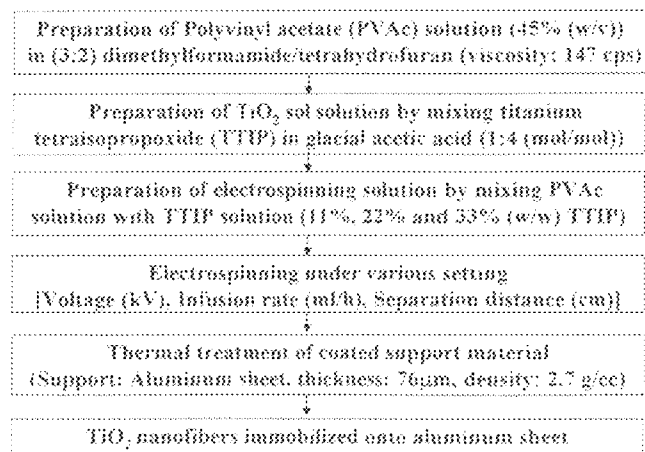 Preparation of Polyvinyl acetate (PVAc) solution (45% (w/v))
in (3:2) dimethylformamide/tetrahydrofuran (viscosity: 147 cps)
Preparation of TiO₂ sol solution by mixing titanium
tetraisopropoxide (TTIP) in glacial acetic acid (1:4 (mol/mol))
Preparation of electrospinning solution by mixing PVAc
solution with TTIP solution (11%, 22% and 33% (w/w) TTIP)
Electrospinning under various setting
[Voltage (kV), Infusion rate (ml/h), Separation distance (cm)]
Thermal treatment of coated support material
(Support: Aluminum sheet, thickness: 76µm, density: 2.7 g/cc)
TiO₂ nanofibers immobilized onto aluminum sheet